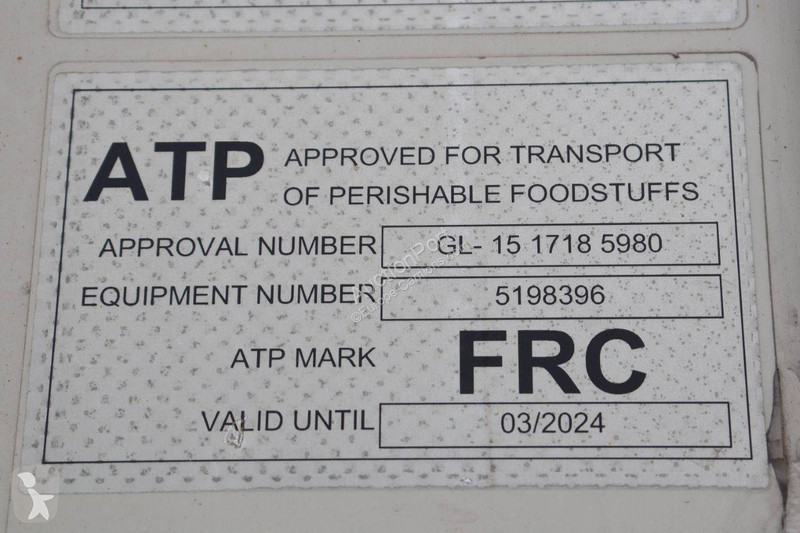 ATP APPROVED FOR TRANSPORT
OF PERISHABLE FOODSTUFFS
APPROVAL NUMBER GL- 15 1718 5980
EQUIPMENT NUMBER 5198396
ATP MARK FRC
VALID UNTIL 03/2024